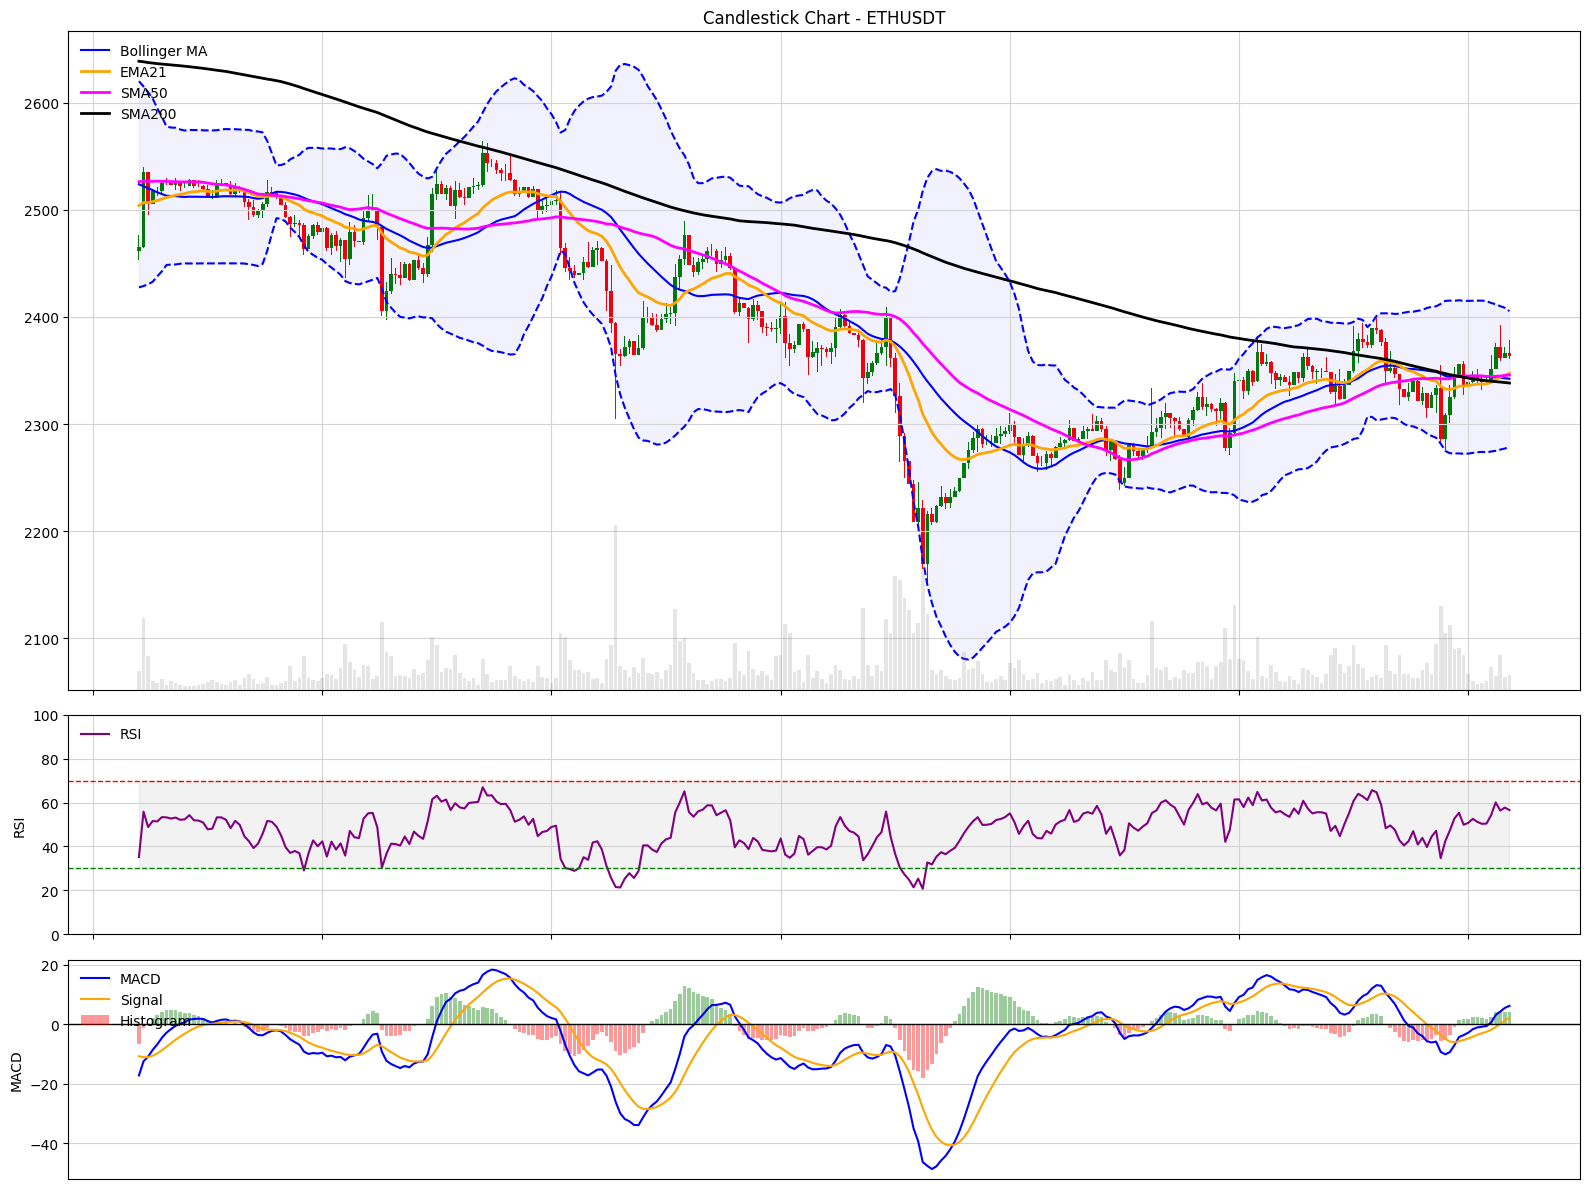 Candlestick Chart - ETHUSDT
Bollinger MA
EMA21
SMA50
SMA200
2600
2500
2400
2300
2200
2100
RSI
100
80
60
40
20
0
RSI
MACD
Signal
Histogram
20
0
−20
−40
MACD